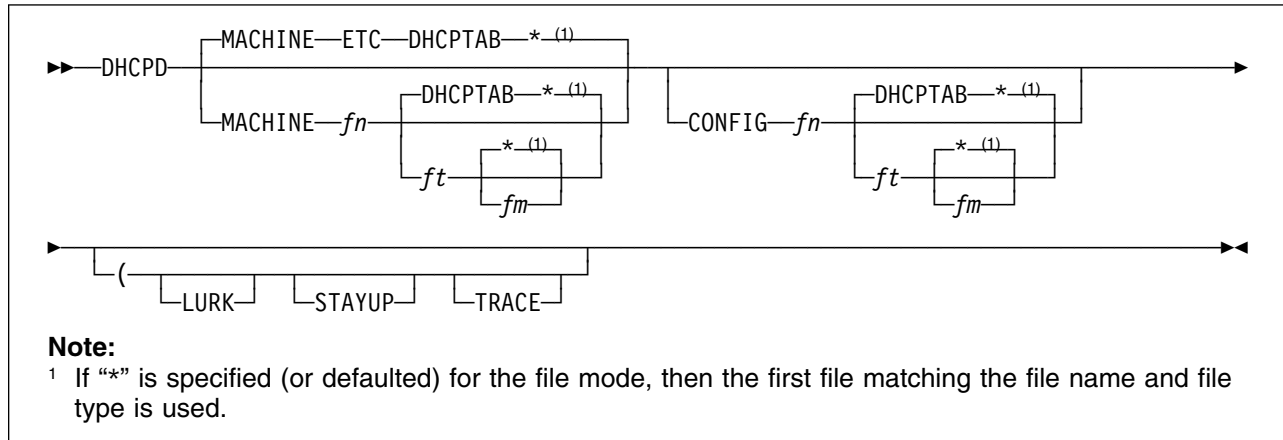 MACHINE ETC DHCPTAB * (1)
DHCPD
DHCPTAB * (1) DHCPTAB * (1)
MACHINE fn CONFIG fn
* (1) * (1)
ft ft
fm fm
(
LURK STAYUP TRACE
Note:
1 If “*” is specified (or defaulted) for the file mode, then the first file matching the file name and file
type is used.